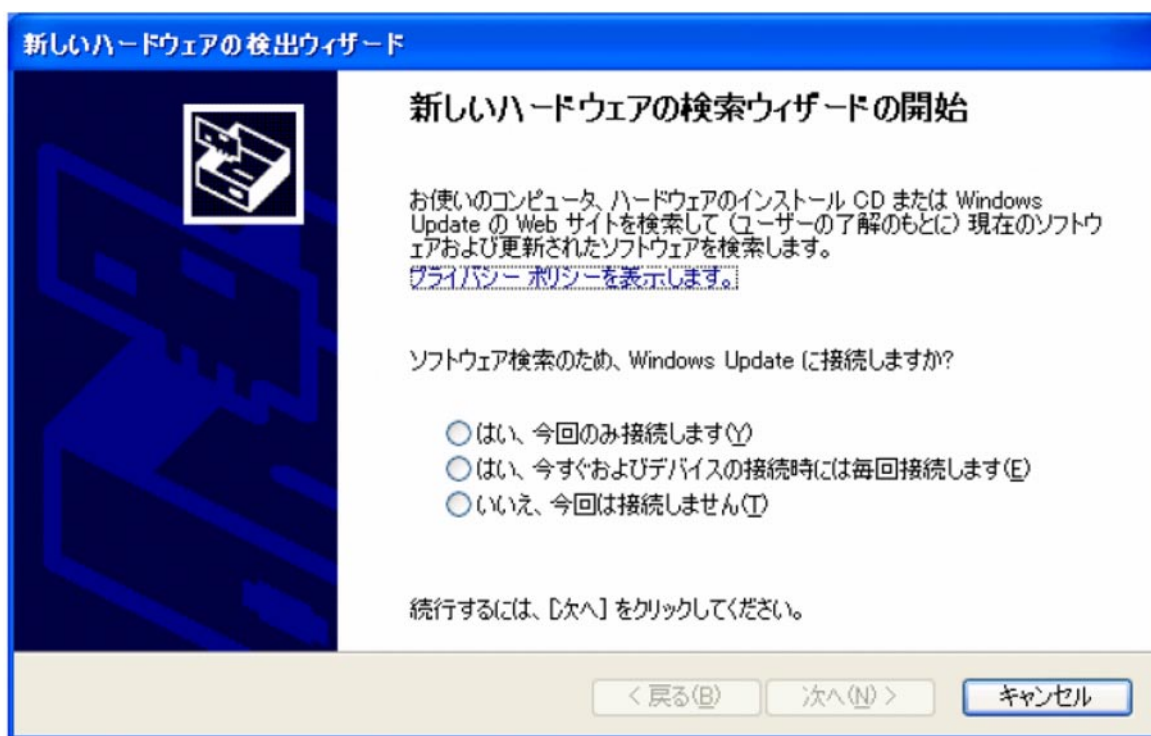 新しいハードウェアの検出ウィザード
新しいハードウェアの検索ウィザードの開始
お使いのコンピュータ、ハードウェアのインストール CD または Windows
Update の Web サイトを検索して (ユーザーの了解のもとに) 現在のソフトウ
ェアおよび更新されたソフトウェアを検索します。
プライバシー ポリシーを表示します。
ソフトウェア検索のため、Windows Update に接続しますか?
はい、今回のみ接続します(Y)
はい、今すぐおよびデバイスの接続時には毎回接続します(E)
いいえ、今回は接続しません(T)
続行するには、[次へ] をクリックしてください。
< 戻る(B) 次へ(N) > キャンセル